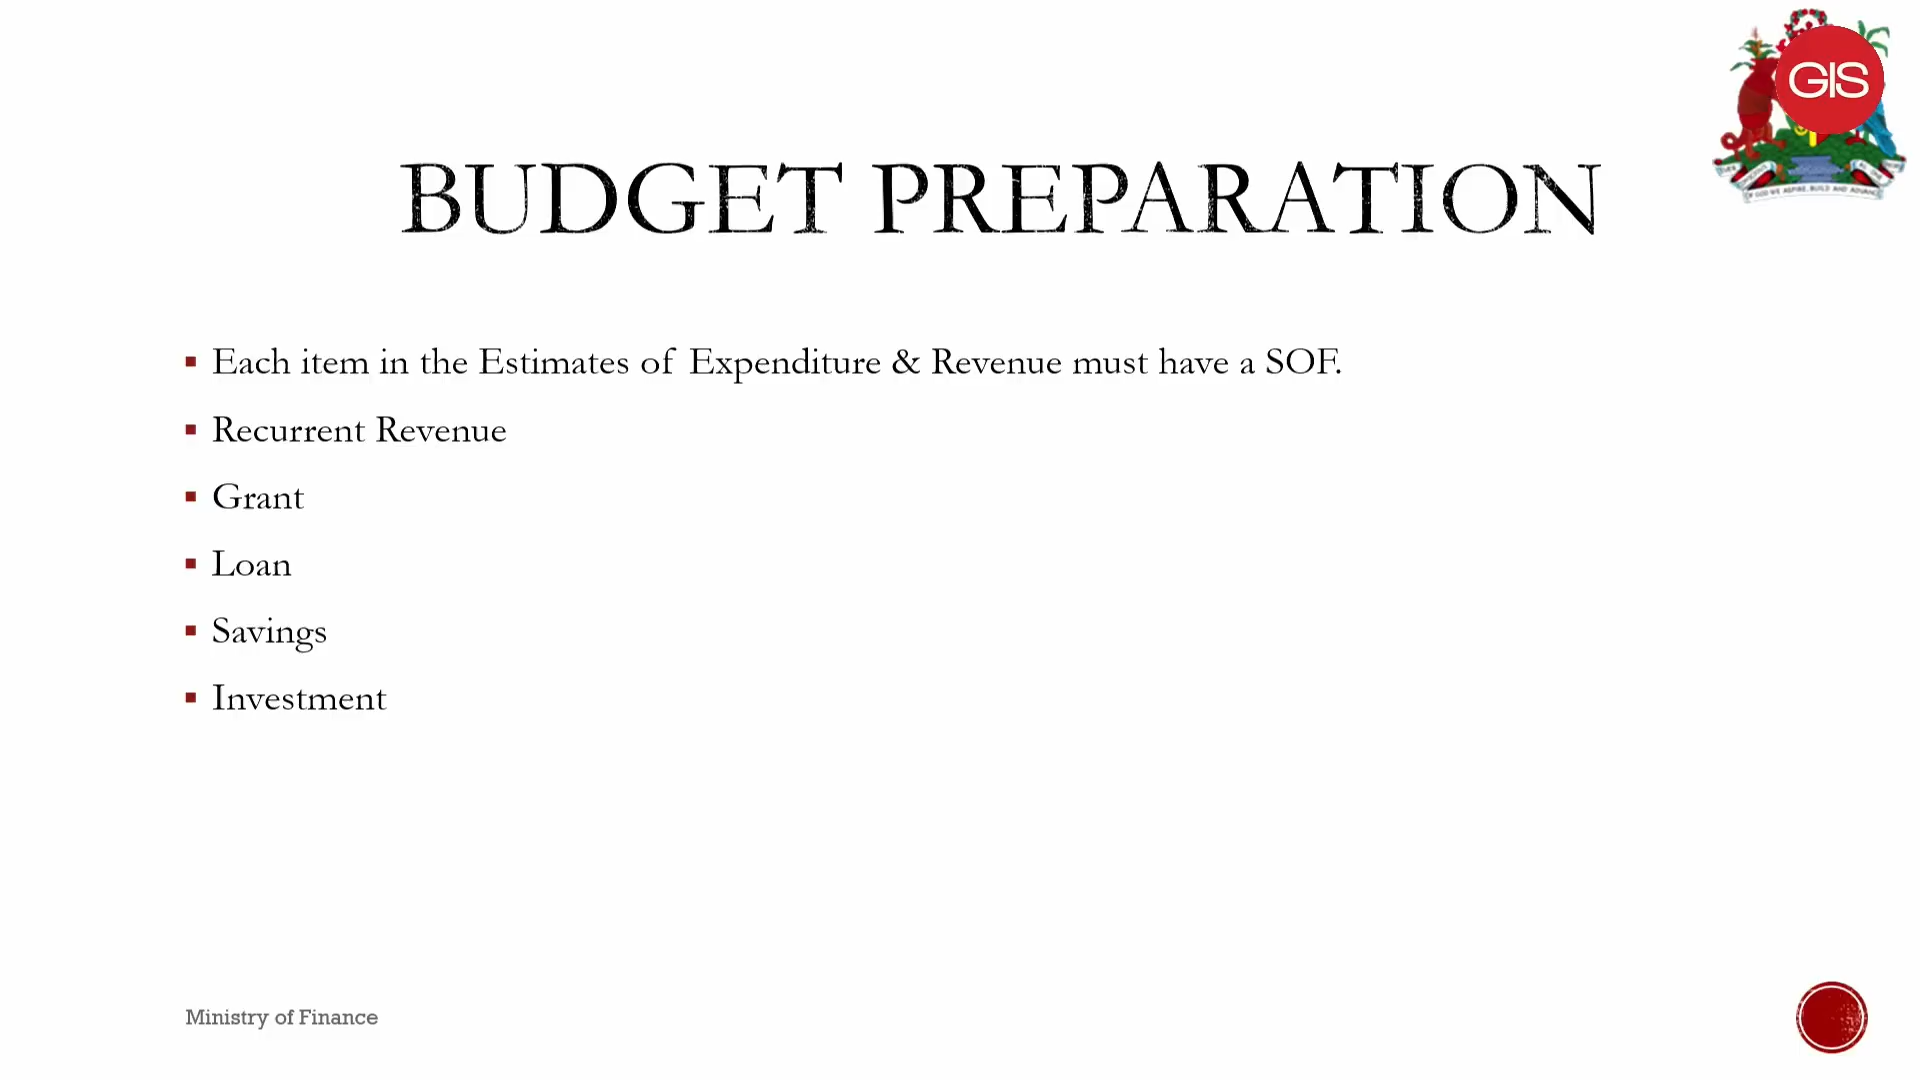 GIS
BUDGET PREPARATION
Each item in the Estimates of Expenditure & Revenue must have a SOF.
Recurrent Revenue
Grant
Loan
Savings
Investment
Ministry of Finance